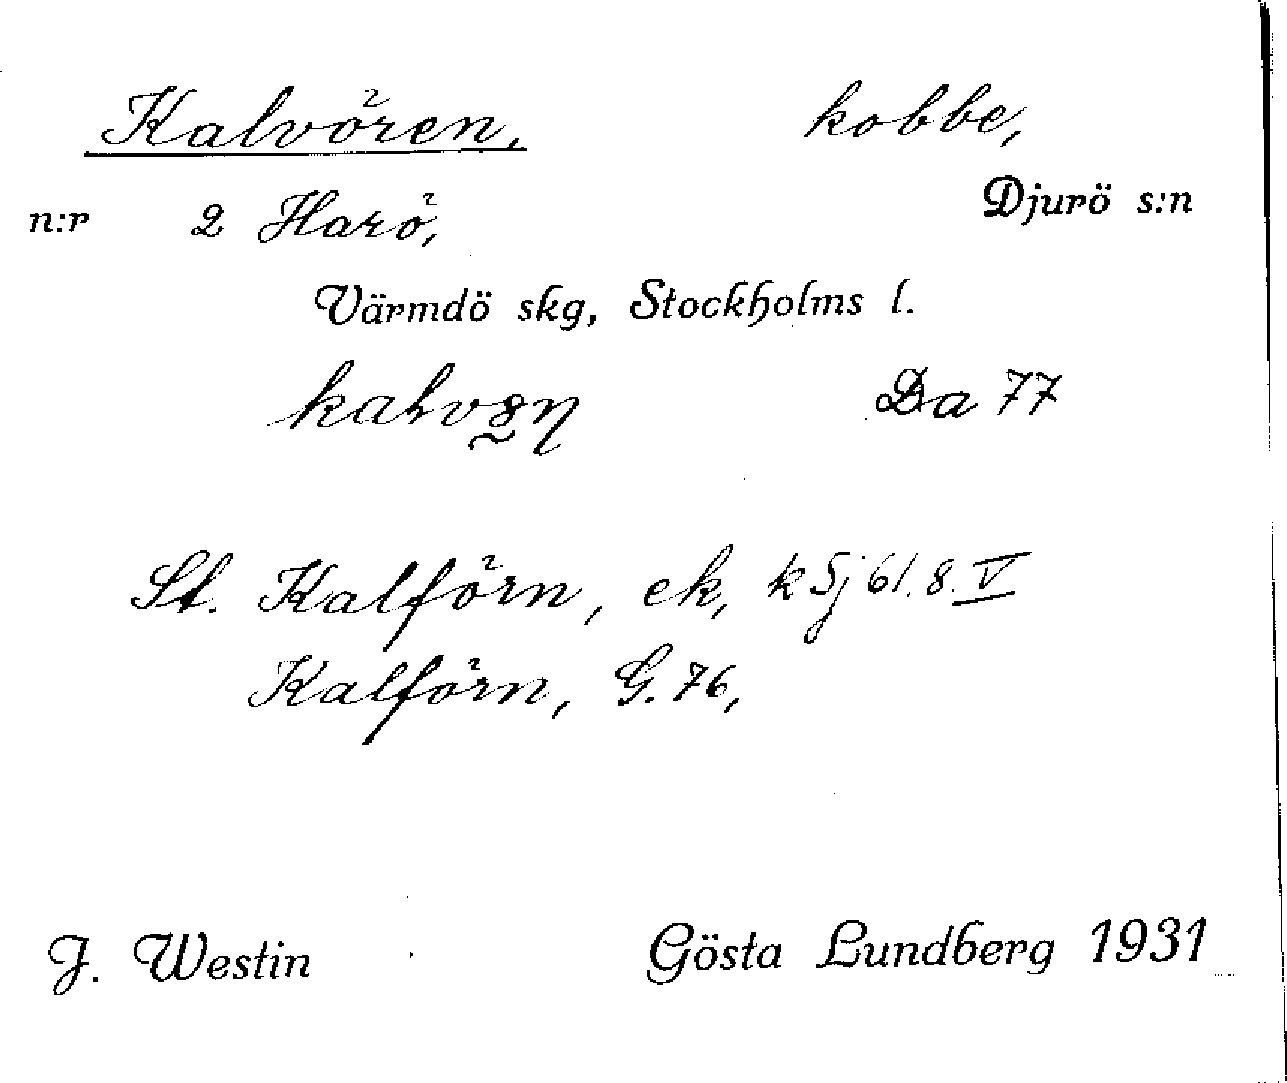 Kalvören, kobbe,
n:r 2 Harö, Djurö s:n
Värmdö skg, Stockholms l.
Da 77
St. Kalförn, ek, k Sj 61.8.V
Kalförn, G. 76,
J. Westin Gösta Lundberg 1931